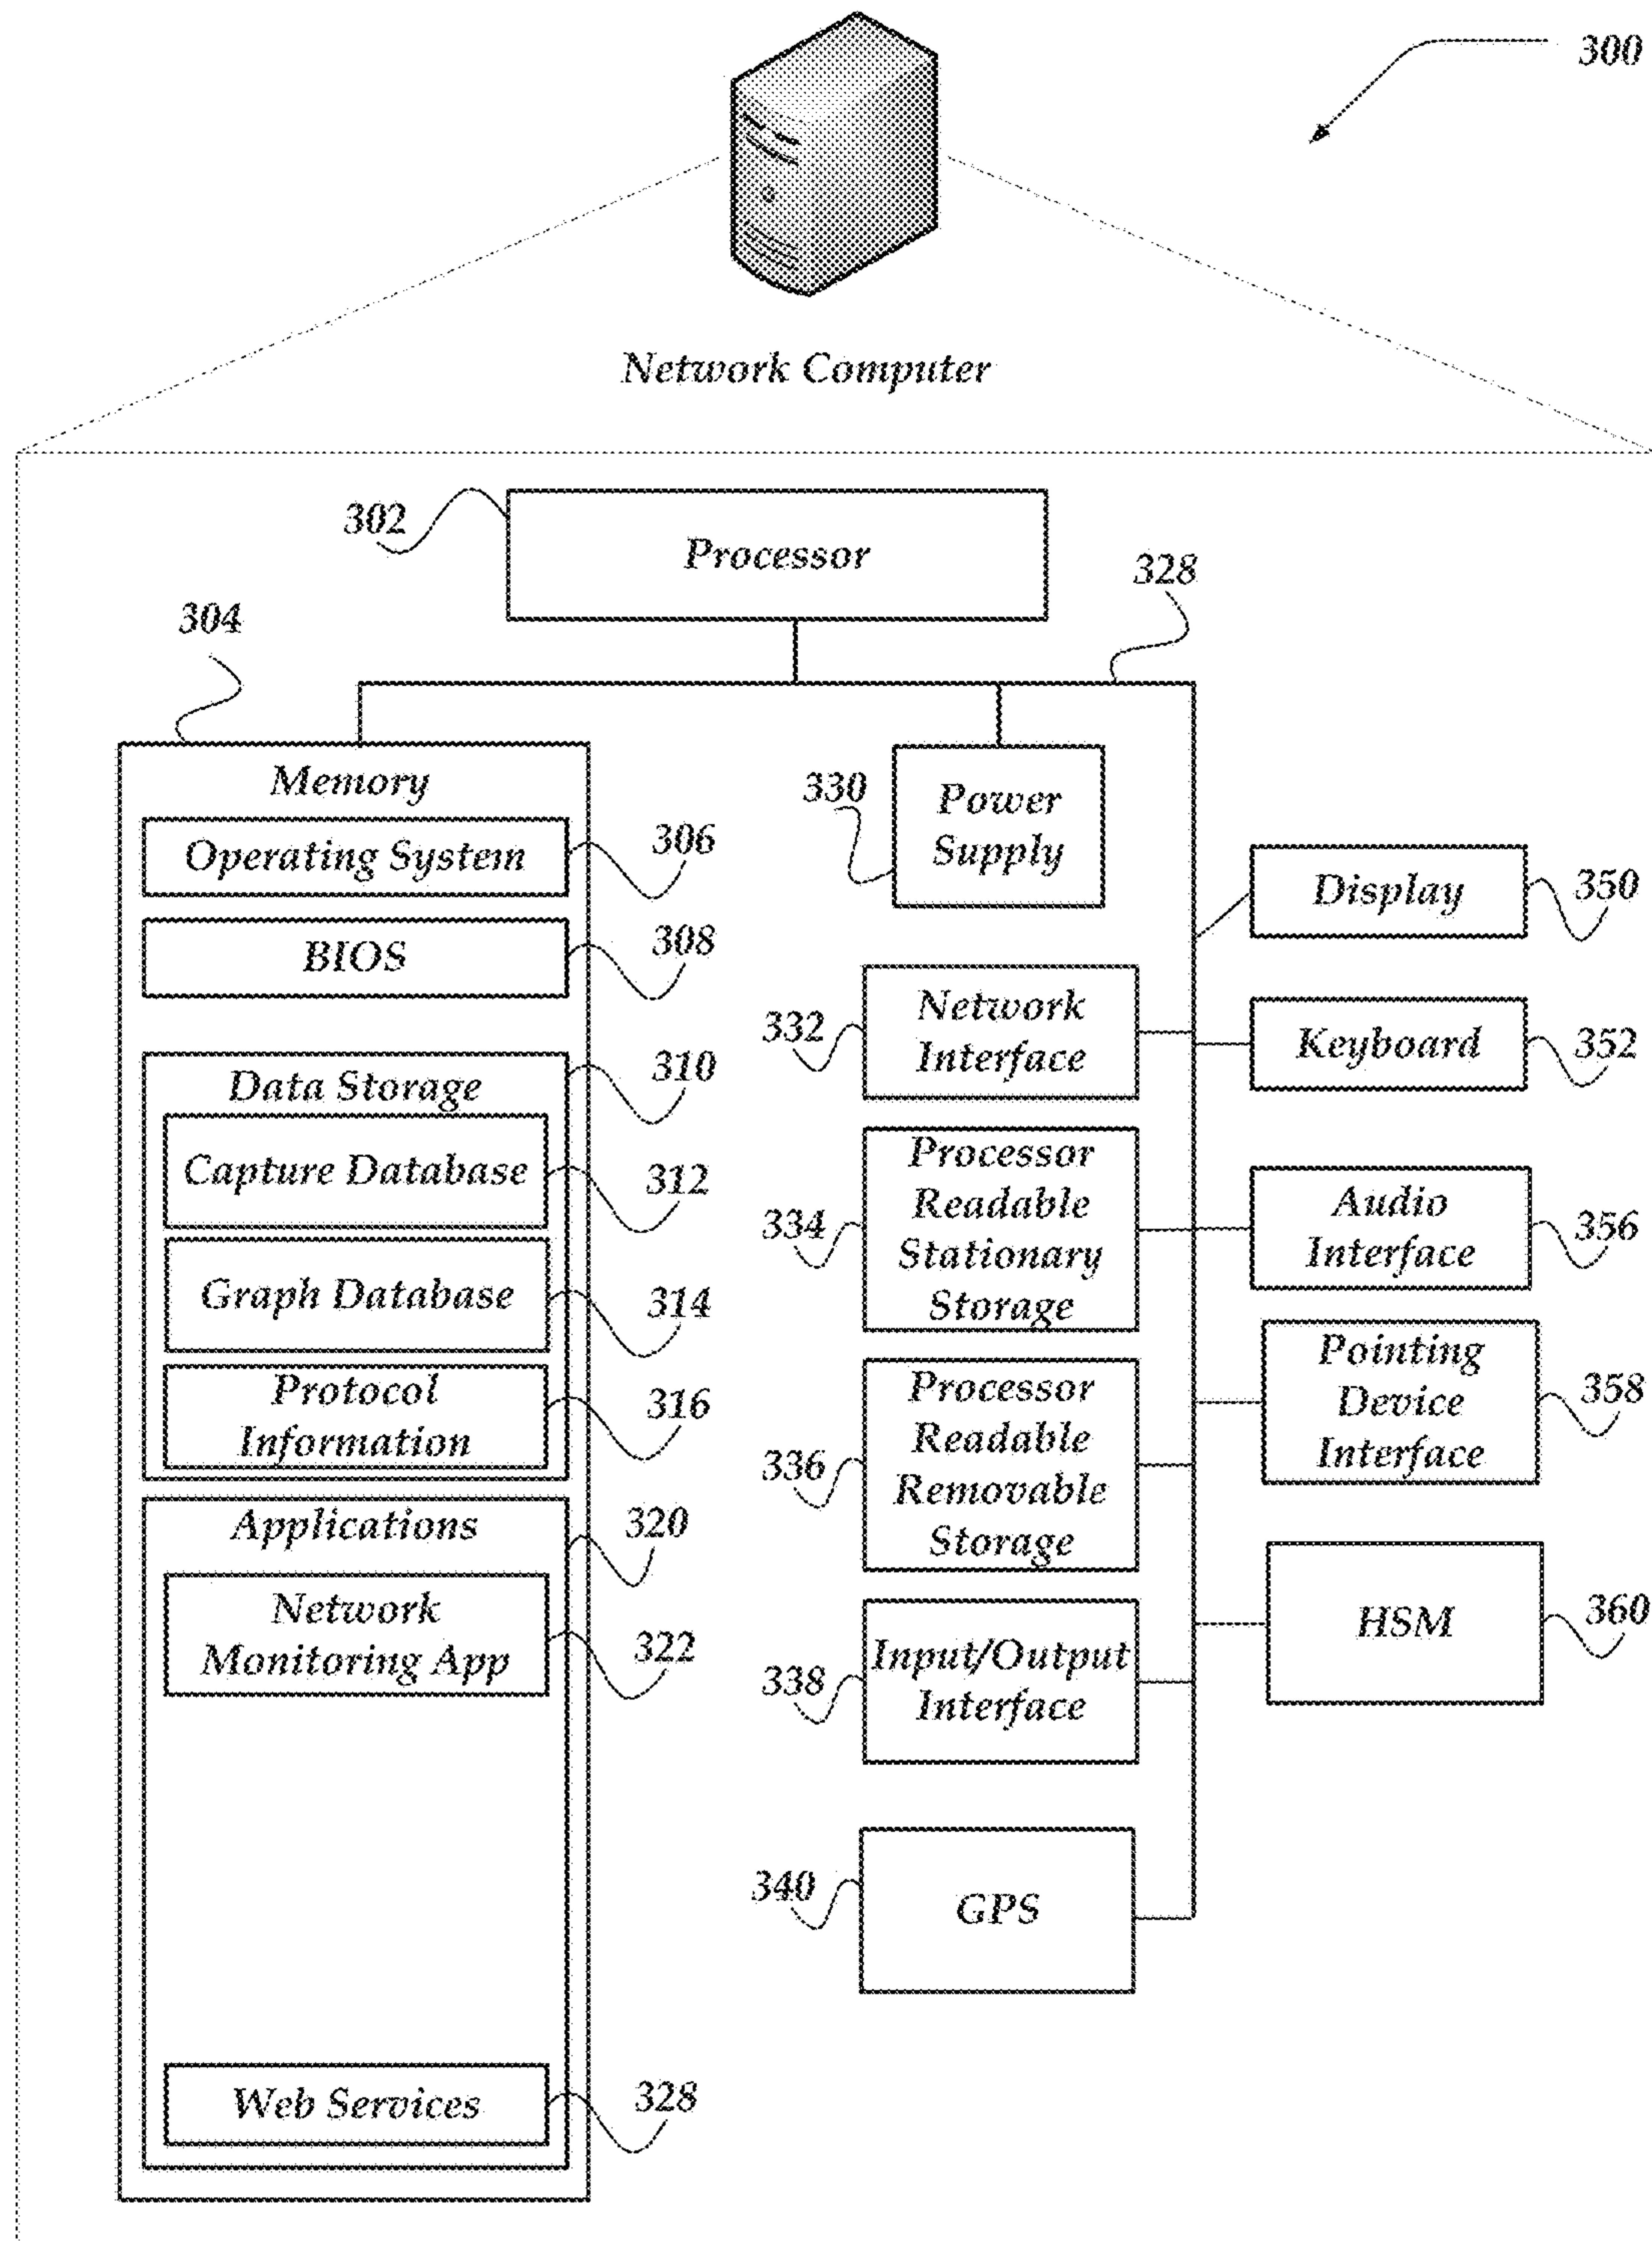 300
Network Computer
302
Processor
328
304
Memory
Operating System
306
BIOS
308
Data Storage
310
Capture Database
312
Graph Database
314
Protocol
Information
316
Applications
320
Network
Monitoring App
322
Web Services
328
330
Power
Supply
332
Network
Interface
334
Processor
Readable
Stationary
Storage
336
Processor
Readable
Removable
Storage
338
Input/Output
Interface
340
GPS
Display
350
Keyboard
352
Audio
Interface
356
Pointing
Device
Interface
358
HSM
360